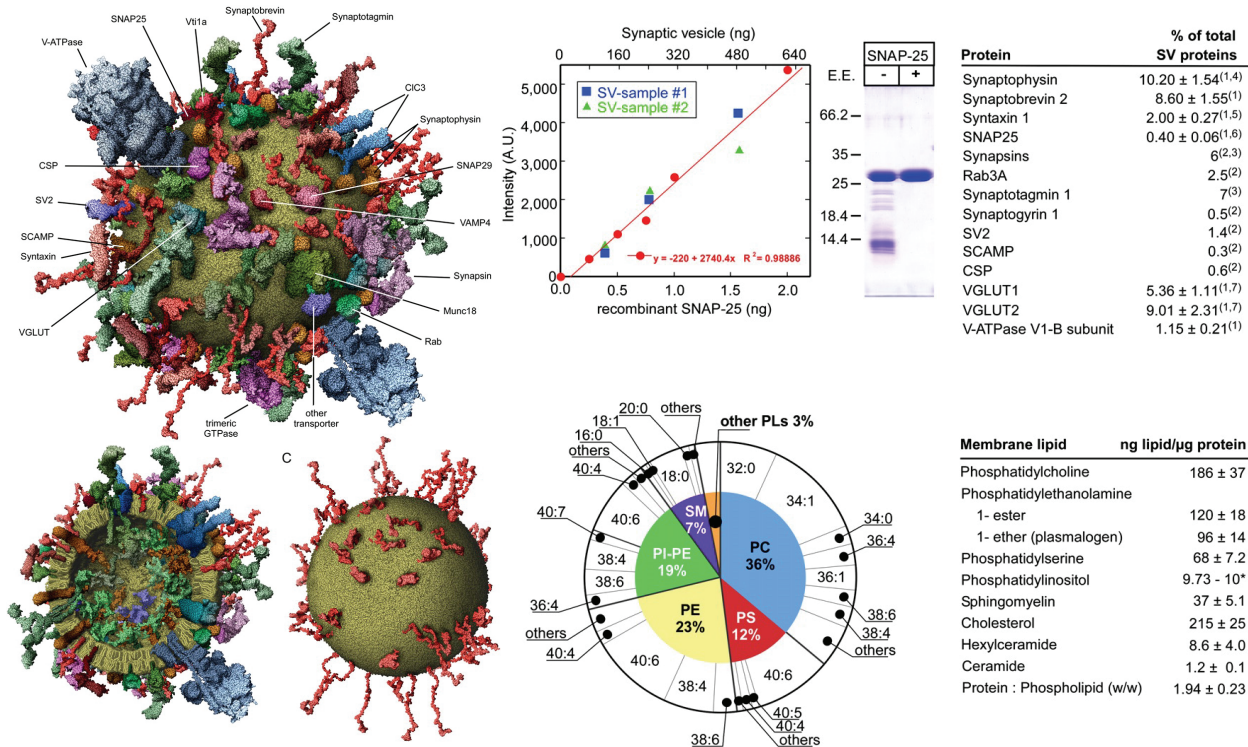 SNAP25
Vti1a
Synaptobrevin
Synaptotagmin
V-ATPase
ClC3
Synaptophysin
CSP
SNAP29
SV2
VAMP4
SCAMP
Syntaxin
Synapsin
VGLUT
Munc18
Rab
trimeric
GTPase
other
transporter
C
Synaptic vesicle (ng)
0 160 320 480 640
SV-sample #1
SV-sample #2
Intensity (A.U.)
5,000
4,000
3,000
2,000
1,000
0
y = -220 + 2740.4x R2= 0.98886
0.0 0.5 1.0 1.5 2.0
recombinant SNAP-25 (ng)
SNAP-25
E.E. - +
66.2
35
25
18.4
14.4
% of total
Protein SV proteins
Synaptophysin 10.20 ± 1.54(1,4)
Synaptobrevin 2 8.60 ± 1.55(1)
Syntaxin 1 2.00 ± 0.27(1,5)
SNAP25 0.40 ± 0.06(1,6)
Synapsins 6(2,3)
Rab3A 2.5(2)
Synaptotagmin 1 7(3)
Synaptogyrin 1 0.5(2)
SV2 1.4(2)
SCAMP 0.3(2)
CSP 0.6(2)
VGLUT1 5.36 ± 1.11(1,7)
VGLUT2 9.01 ± 2.31(1,7)
V-ATPase V1-B subunit 1.15 ± 0.21(1)
20:0
others
other PLs 3%
18:1
16:0
others
40:4
18:0
32:0
34:1
40:6
40:7
34:0
36:4
38:4
38:6
36:1
36:4
38:6
others
38:4
40:4
others
40:6
38:4
40:6
38:6
40:5
40:4
others
SM
7%
PC
36%
PI-PE
19%
PE
23%
PS
12%
Membrane lipid ng lipid/µg protein
Phosphatidylcholine 186 ± 37
Phosphatidylethanolamine
1- ester 120 ± 18
1- ether (plasmalogen) 96 ± 14
Phosphatidylserine 68 ± 7.2
Phosphatidylinositol 9.73 - 10*
Sphingomyelin 37 ± 5.1
Cholesterol 215 ± 25
Hexylceramide 8.6 ± 4.0
Ceramide 1.2 ± 0.1
Protein : Phospholipid (w/w) 1.94 ± 0.23